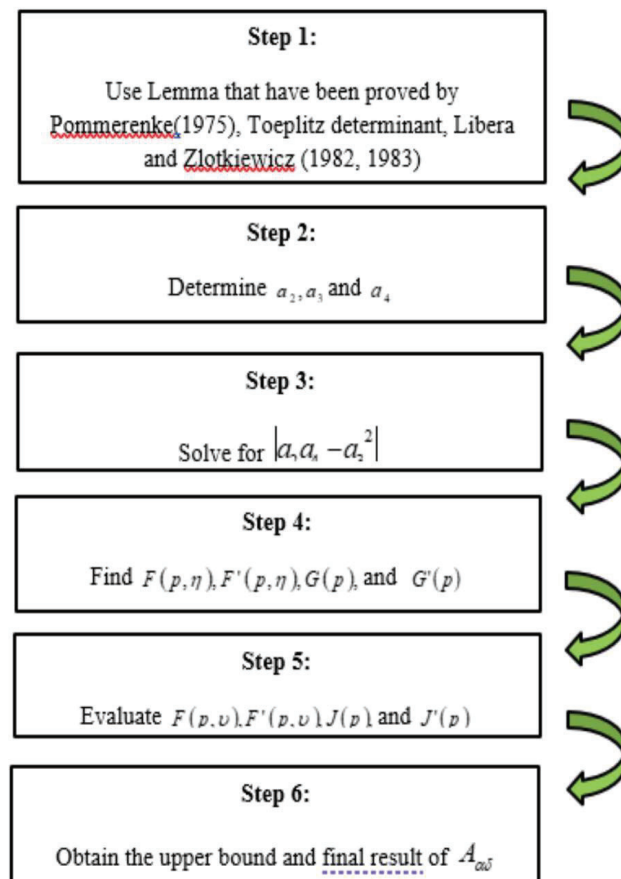 Step 1:
Use Lemma that have been proved by
Pommerenke(1975), Toeplitz determinant, Libera
and Zlotkiewicz (1982, 1983)
Step 2:
Determine a₂, a₃ and a₄
Step 3:
Solve for |a₂a₄ − a₃²|
Step 4:
Find F(p,η), F'(p,η), G(p), and G'(p)
Step 5:
Evaluate F(p,υ), F'(p,υ), J(p) and J'(p)
Step 6:
Obtain the upper bound and final result of A_αδ